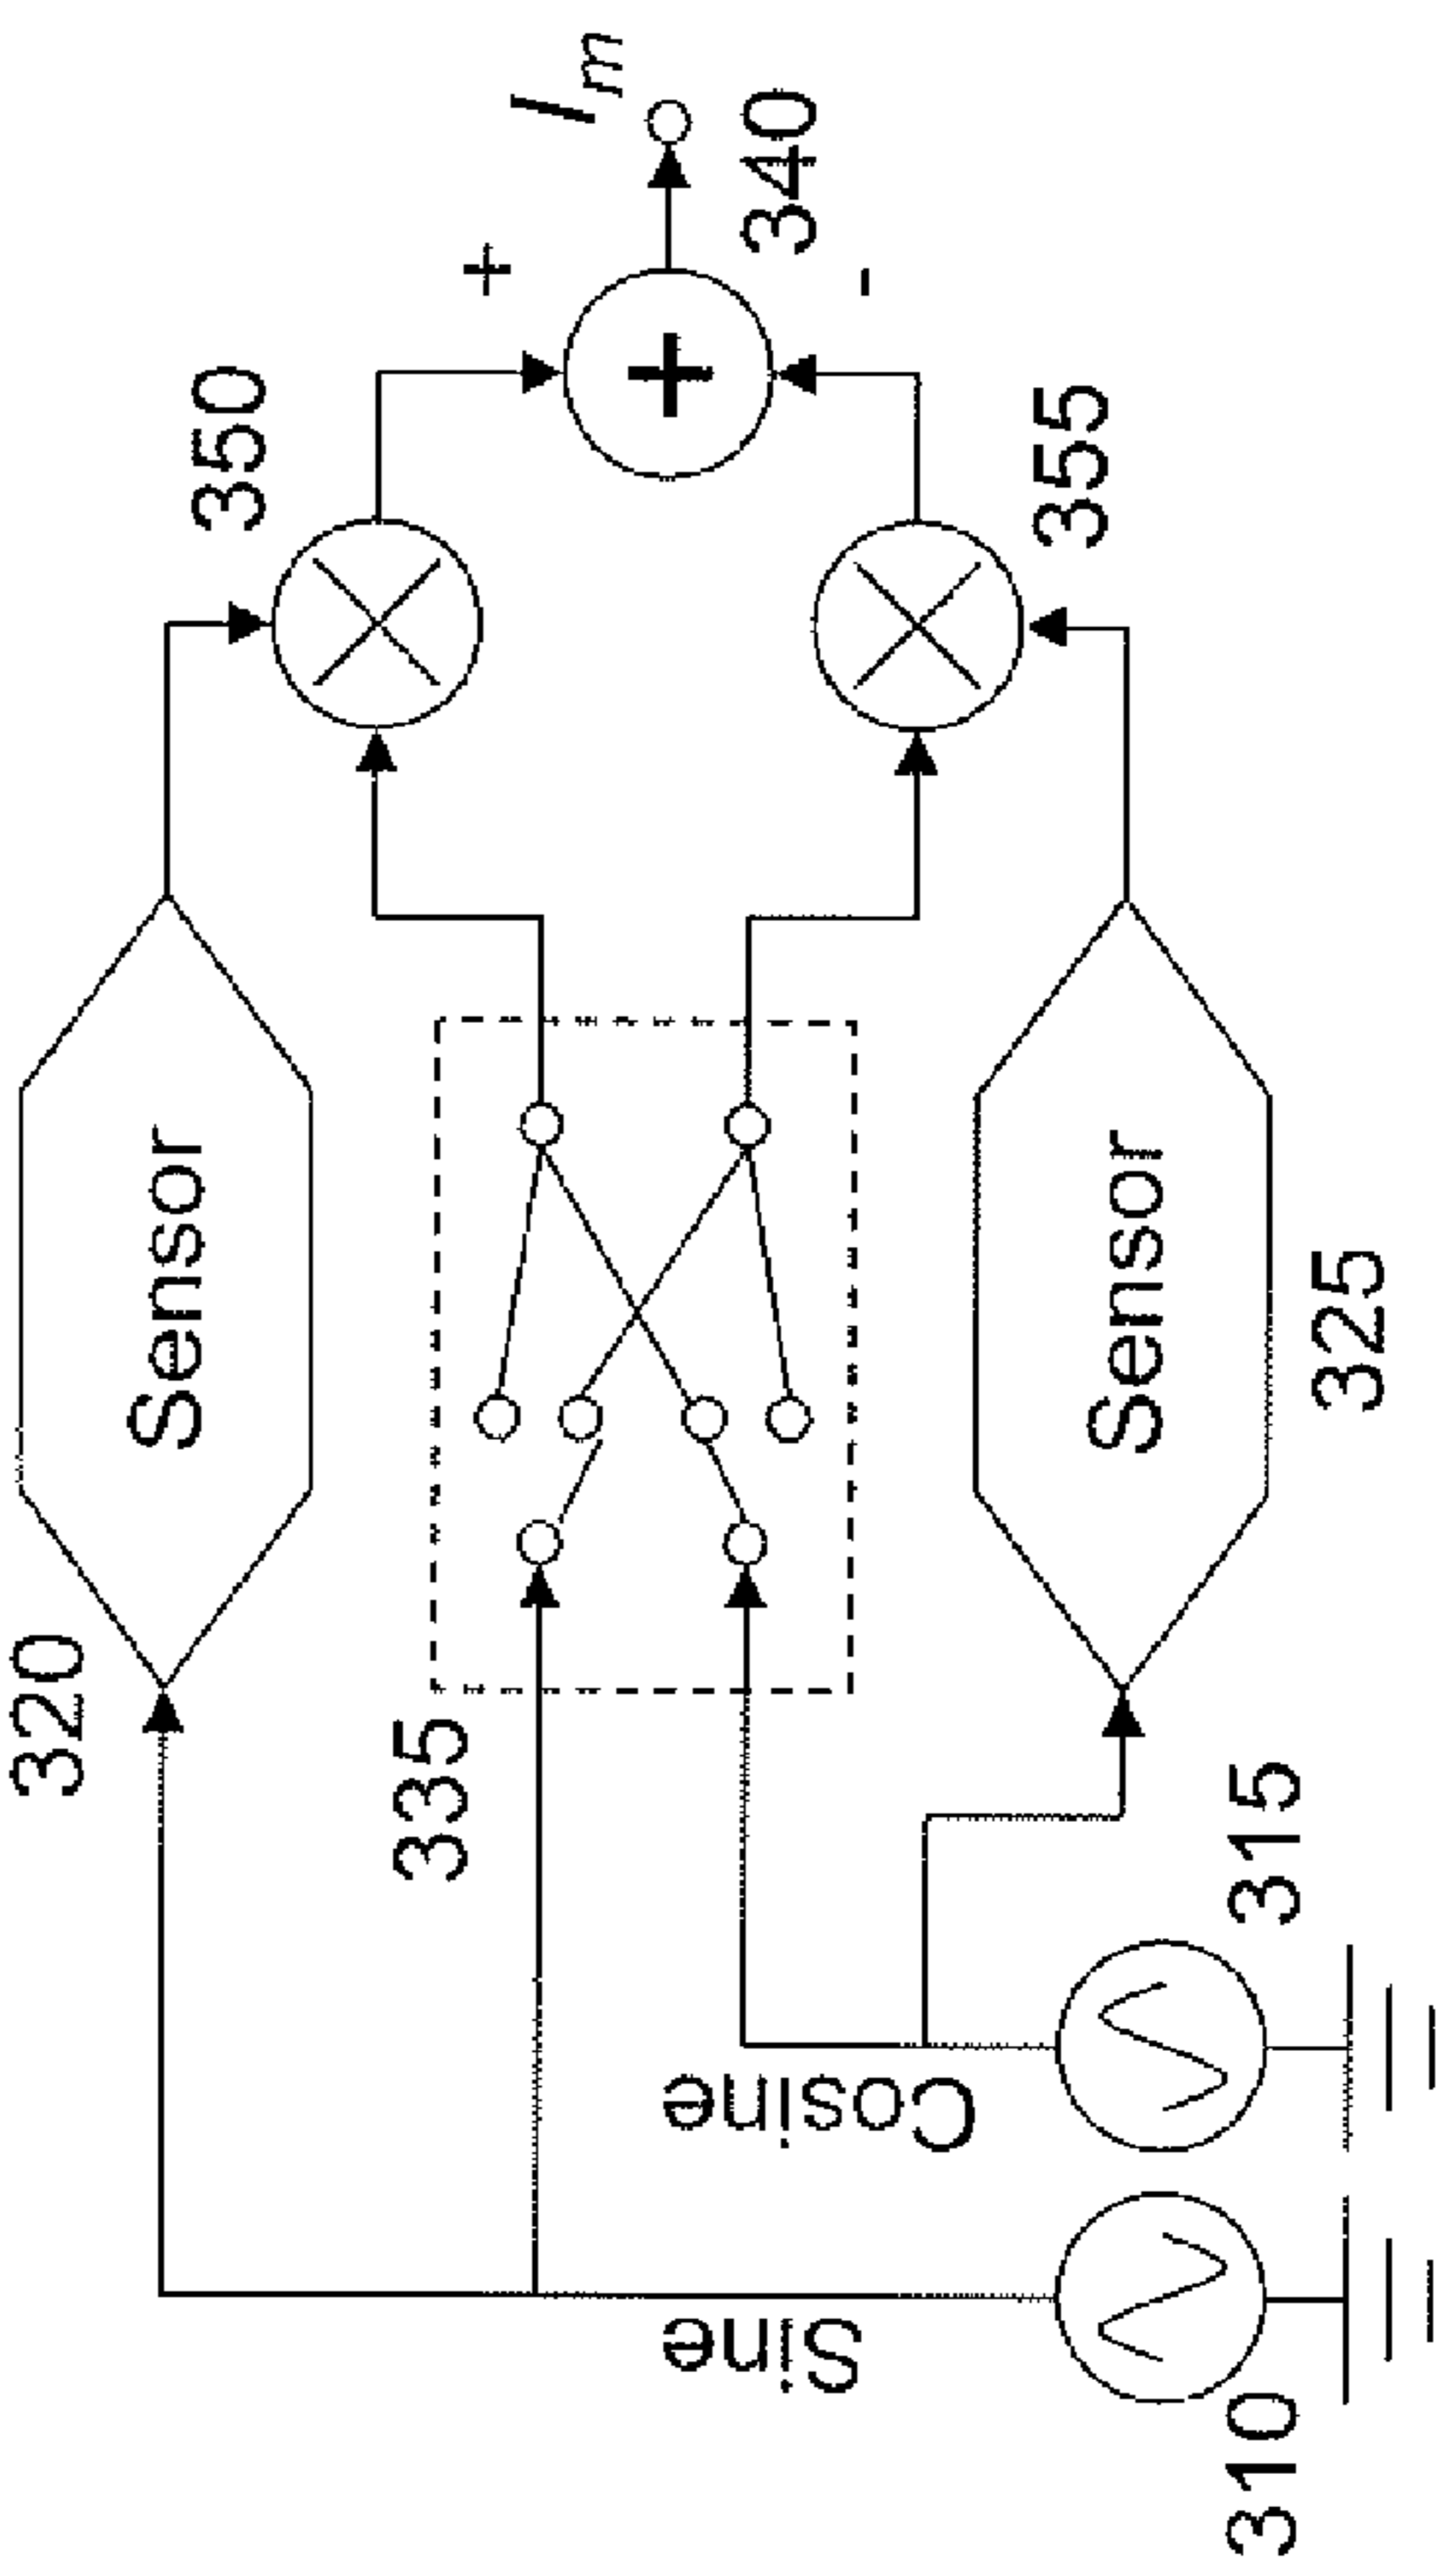 320
Sensor
350
+
I_m
335
340
+
-
Sine
Cosine
355
Sensor
310
315
325